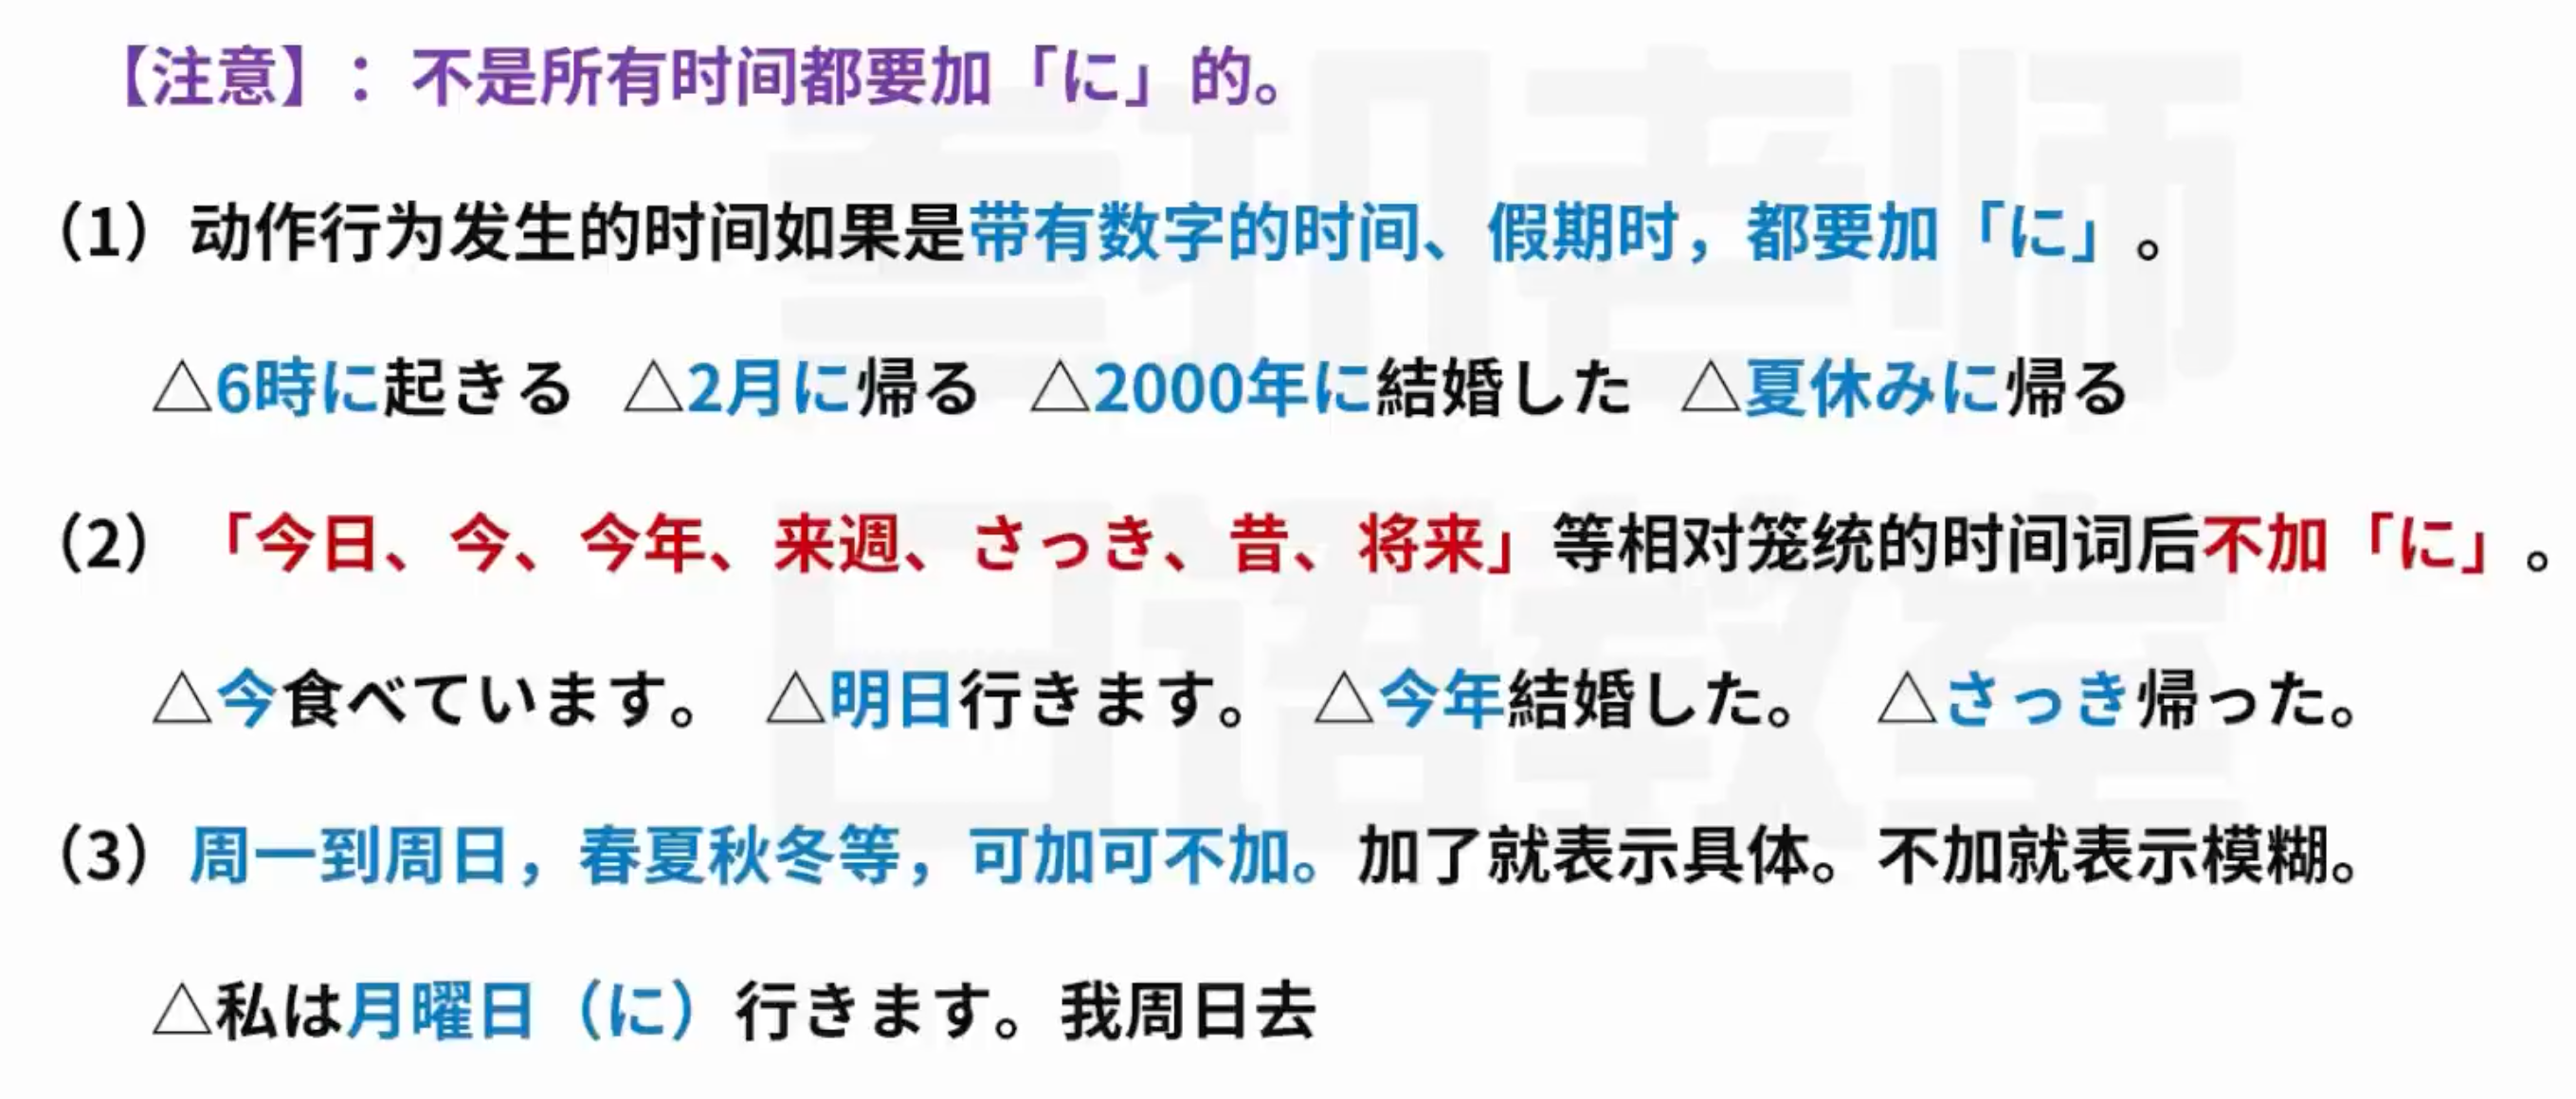 【注意】：不是所有时间都要加「に」的。
（1）动作行为发生的时间如果是带有数字的时间、假期时，都要加「に」。
△6時に起きる △2月に帰る △2000年に結婚した △夏休みに帰る
（2）「今日、今、今年、来週、さっき、昔、将来」等相对笼统的时间词后不加「に」。
△今食べています。 △明日行きます。 △今年結婚した。 △さっき帰った。
（3）周一到周日，春夏秋冬等，可加可不加。加了就表示具体。不加就表示模糊。
△私は月曜日（に）行きます。我周日去